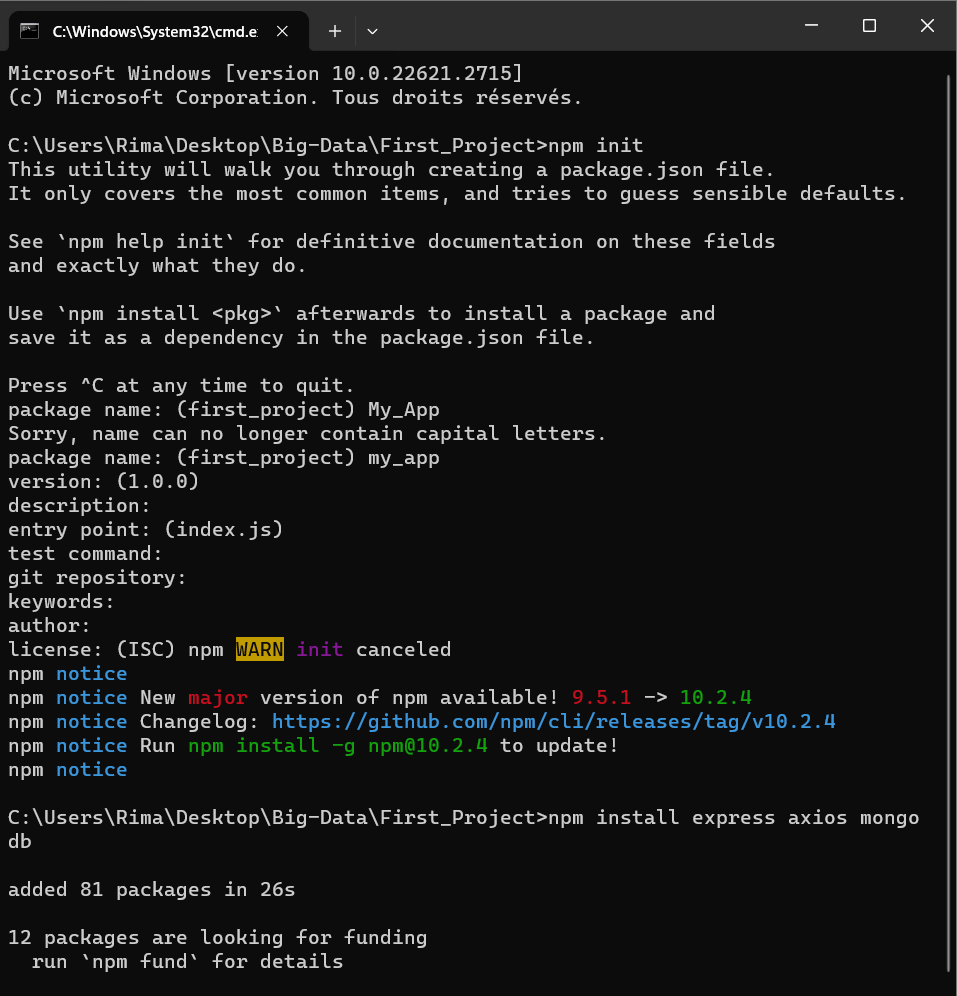 C:\Windows\System32\cmd.e
Microsoft Windows [version 10.0.22621.2715]
(c) Microsoft Corporation. Tous droits réservés.
C:\Users\Rima\Desktop\Big-Data\First_Project>npm init
This utility will walk you through creating a package.json file.
It only covers the most common items, and tries to guess sensible defaults.
See `npm help init` for definitive documentation on these fields
and exactly what they do.
Use `npm install <pkg>` afterwards to install a package and
save it as a dependency in the package.json file.
Press ^C at any time to quit.
package name: (first_project) My_App
Sorry, name can no longer contain capital letters.
package name: (first_project) my_app
version: (1.0.0)
description:
entry point: (index.js)
test command:
git repository:
keywords:
author:
license: (ISC) npm WARN init canceled
npm notice
npm notice New major version of npm available! 9.5.1 -> 10.2.4
npm notice Changelog: https://github.com/npm/cli/releases/tag/v10.2.4
npm notice Run npm install -g npm@10.2.4 to update!
npm notice
C:\Users\Rima\Desktop\Big-Data\First_Project>npm install express axios mongo
db
added 81 packages in 26s
12 packages are looking for funding
  run `npm fund` for details